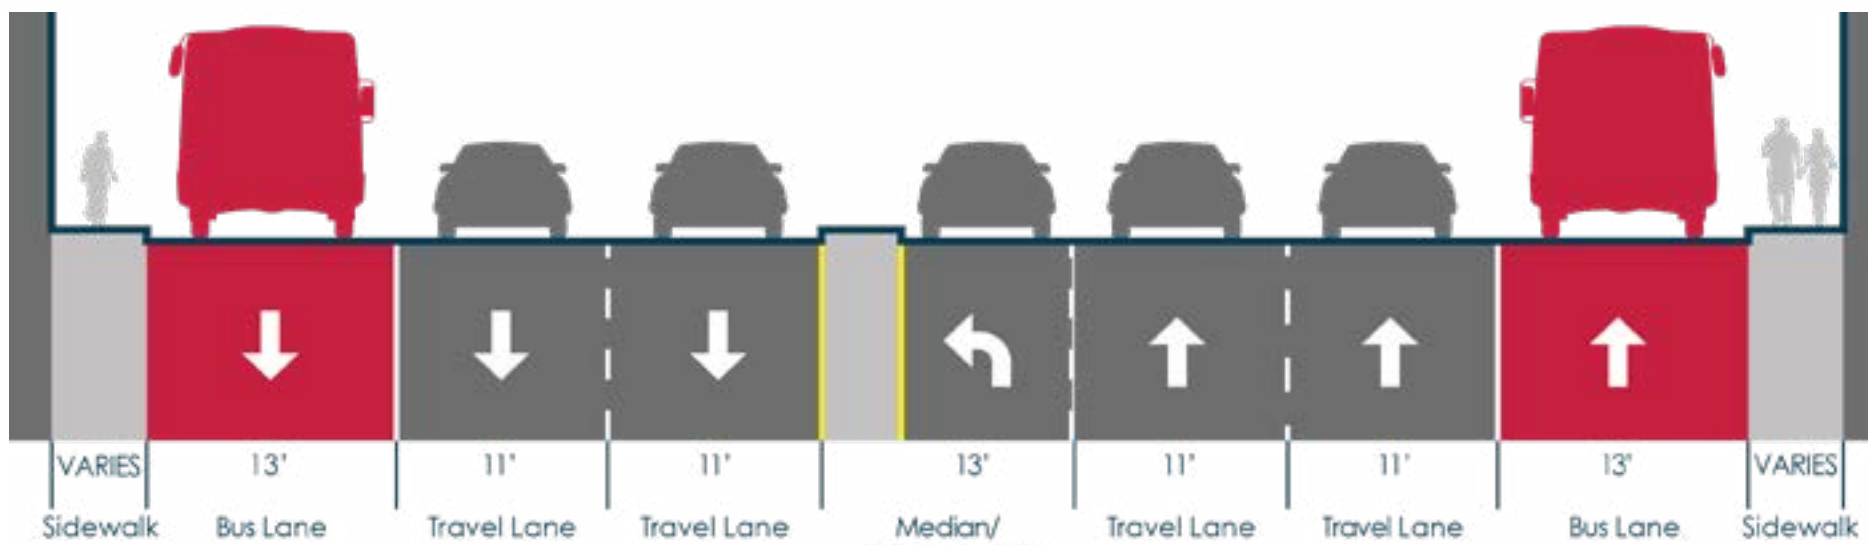 VARIES 13' 11' 11' 13' 11' 11' 13' VARIES
Sidewalk Bus Lane Travel Lane Travel Lane Median/ Travel Lane Travel Lane Bus Lane Sidewalk